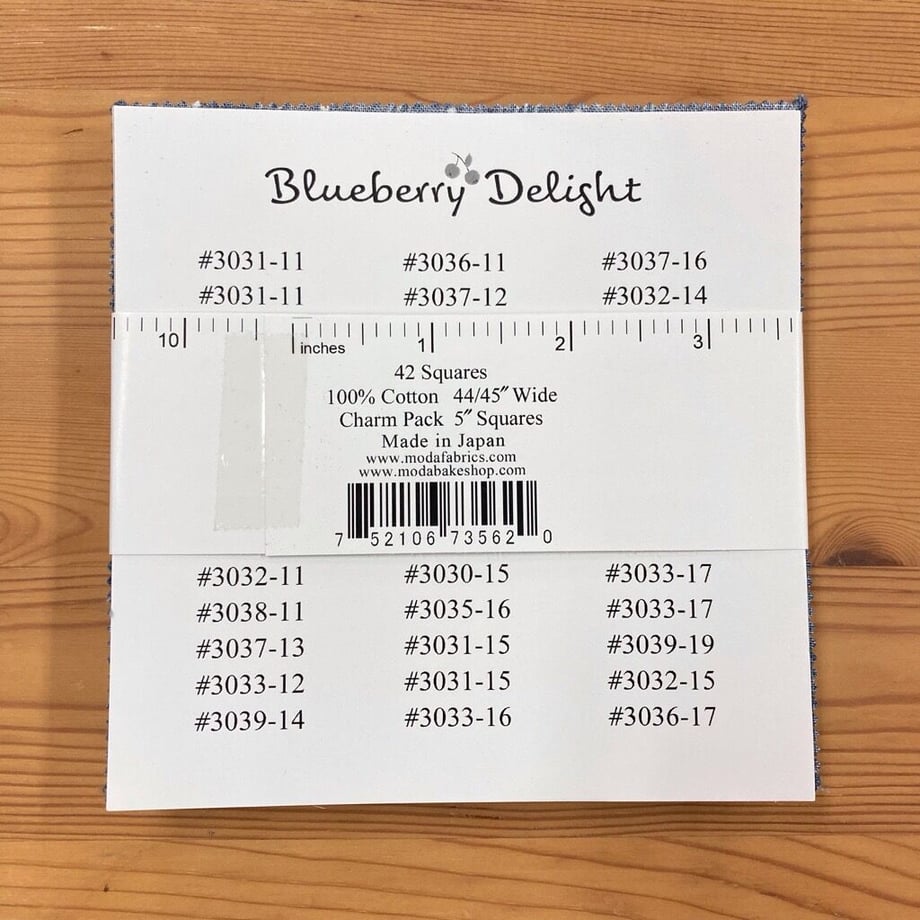 Blueberry Delight
#3031-11 #3036-11 #3037-16
#3031-11 #3037-12 #3032-14
10 inches 1 2 3
42 Squares
100% Cotton 44/45″ Wide
Charm Pack 5″ Squares
Made in Japan
www.modafabrics.com
www.modabakeshop.com
7 52106 73562 0
#3032-11 #3030-15 #3033-17
#3038-11 #3035-16 #3033-17
#3037-13 #3031-15 #3039-19
#3033-12 #3031-15 #3032-15
#3039-14 #3033-16 #3036-17